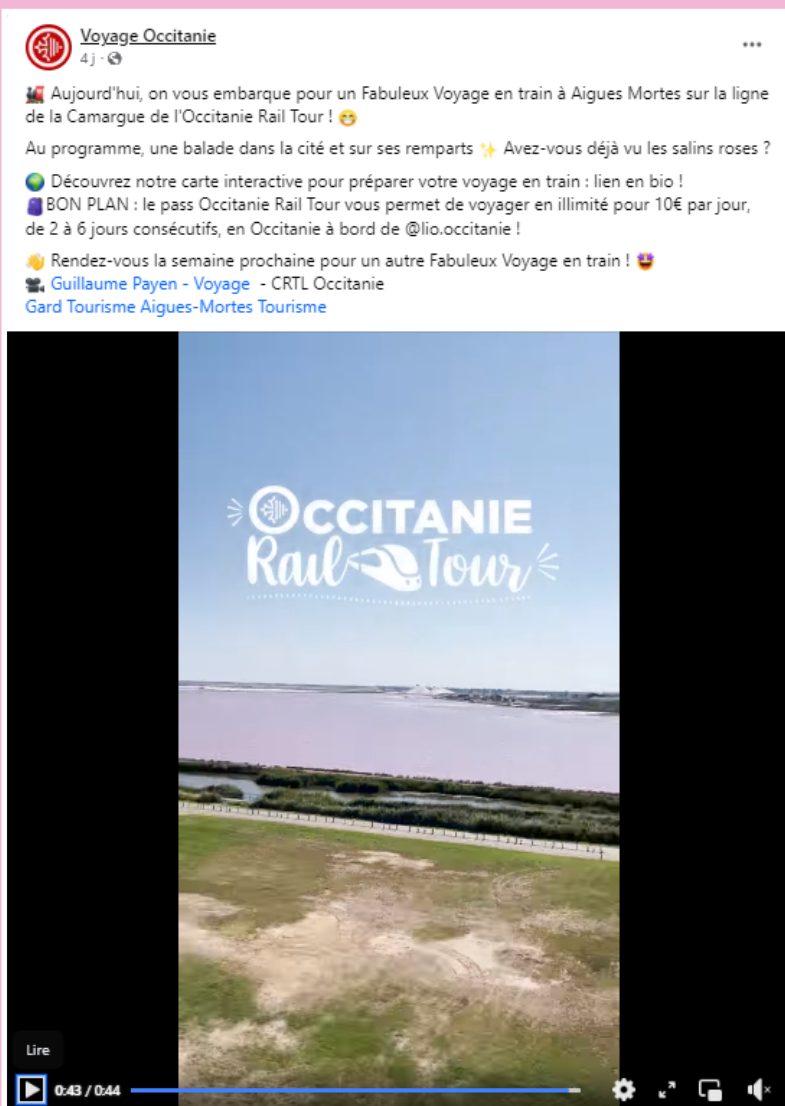 Voyage Occitanie
4 j
🚂 Aujourd'hui, on vous embarque pour un Fabuleux Voyage en train à Aigues Mortes sur la ligne
de la Camargue de l'Occitanie Rail Tour ! 😁
Au programme, une balade dans la cité et sur ses remparts ✨ Avez-vous déjà vu les salins roses ?
🌍 Découvrez notre carte interactive pour préparer votre voyage en train : lien en bio !
BON PLAN : le pass Occitanie Rail Tour vous permet de voyager en illimité pour 10€ par jour,
de 2 à 6 jours consécutifs, en Occitanie à bord de @lio.occitanie !
👋 Rendez-vous la semaine prochaine pour un autre Fabuleux Voyage en train ! 🤩
🎥 Guillaume Payen - Voyage - CRTL Occitanie
Gard Tourisme Aigues-Mortes Tourisme
OCCITANIE
Rail Tour
Lire
0:43 / 0:44